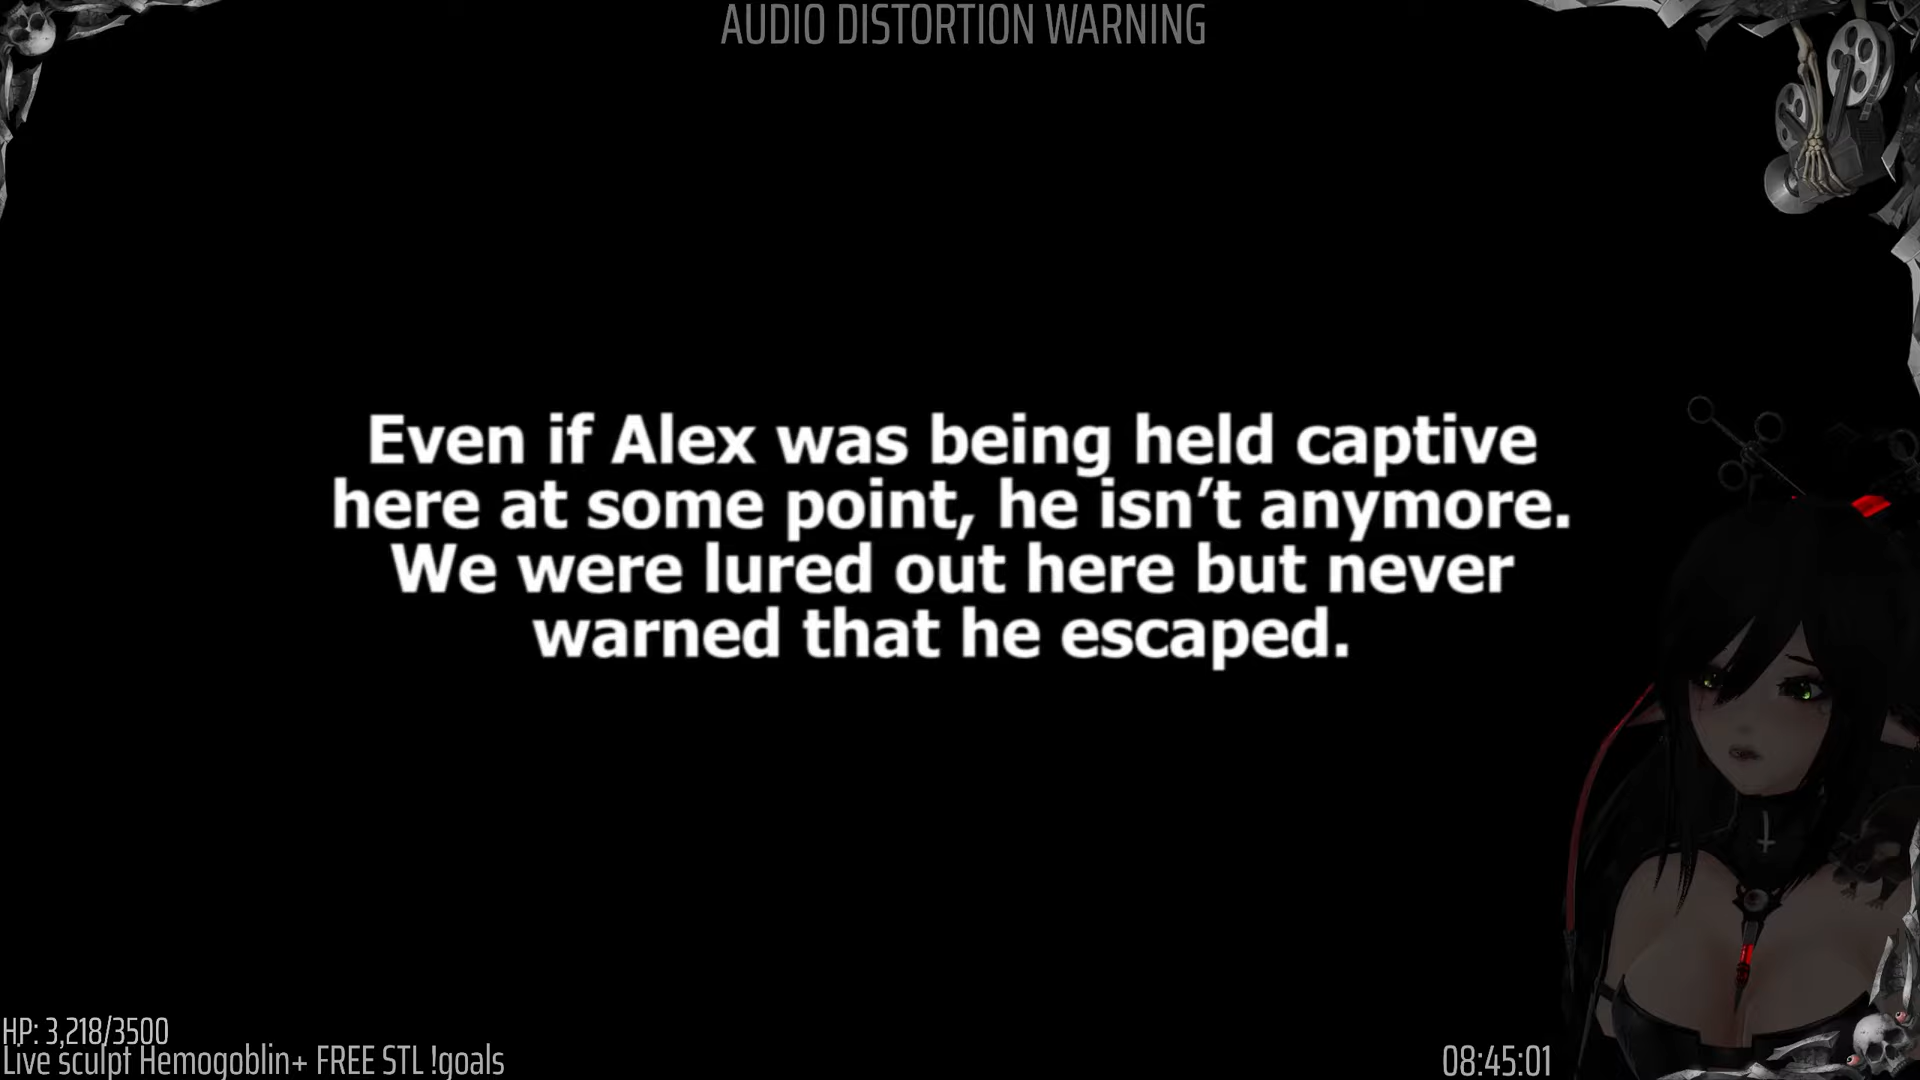 AUDIO DISTORTION WARNING
Even if Alex was being held captive
here at some point, he isn’t anymore.
We were lured out here but never
warned that he escaped.
HP: 3,218/3500
Live sculpt Hemogoblin+ FREE STL !goals
08:45:01